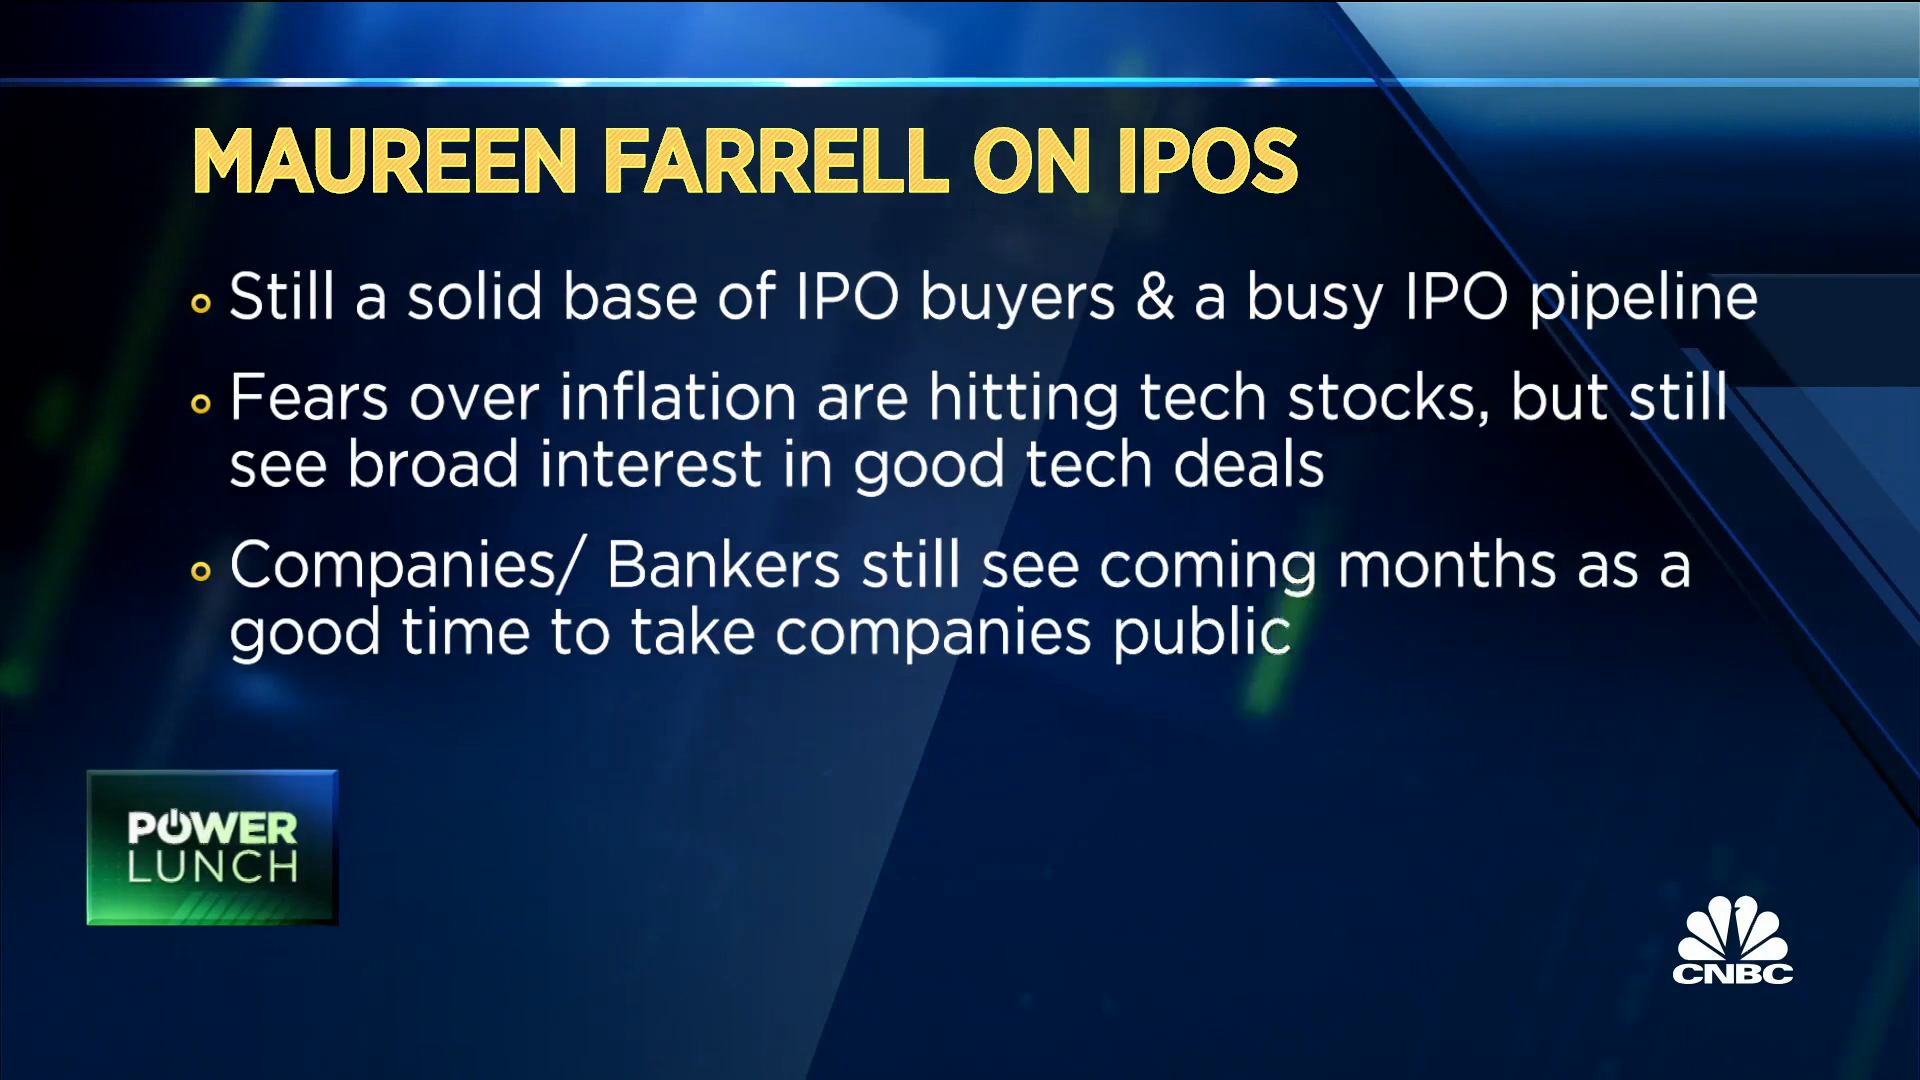 MAUREEN FARRELL ON IPOS
Still a solid base of IPO buyers & a busy IPO pipeline
Fears over inflation are hitting tech stocks, but still
see broad interest in good tech deals
Companies/ Bankers still see coming months as a
good time to take companies public
POWER
LUNCH
CNBC